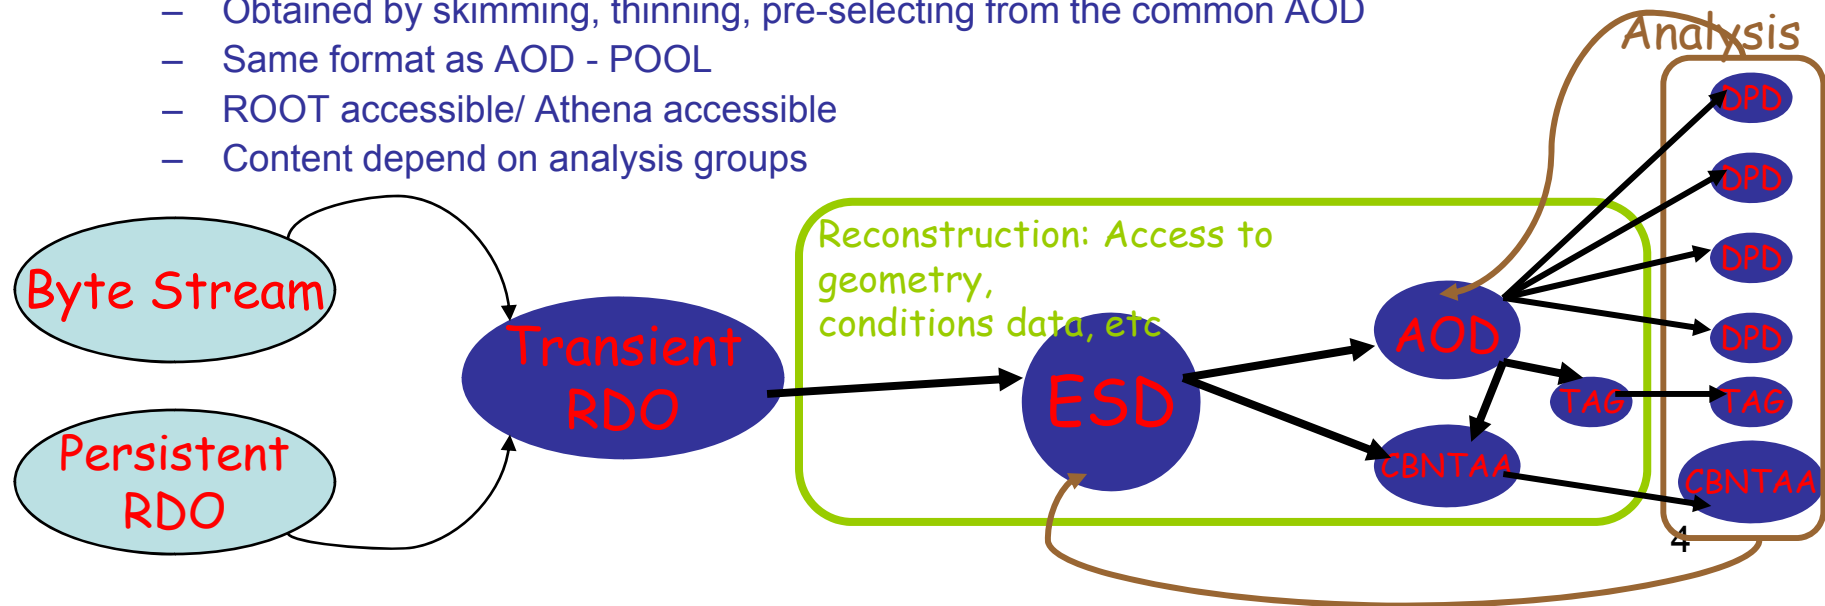 – Obtained by skimming, thinning, pre-selecting from the common AOD
– Same format as AOD - POOL
– ROOT accessible/ Athena accessible
– Content depend on analysis groups
Analysis
DPD
DPD
DPD
DPD
TAG
CBNTAA
Byte Stream
Persistent
RDO
Transient
RDO
Reconstruction: Access to
geometry,
conditions data, etc
ESD
AOD
TAG
CBNTAA
4